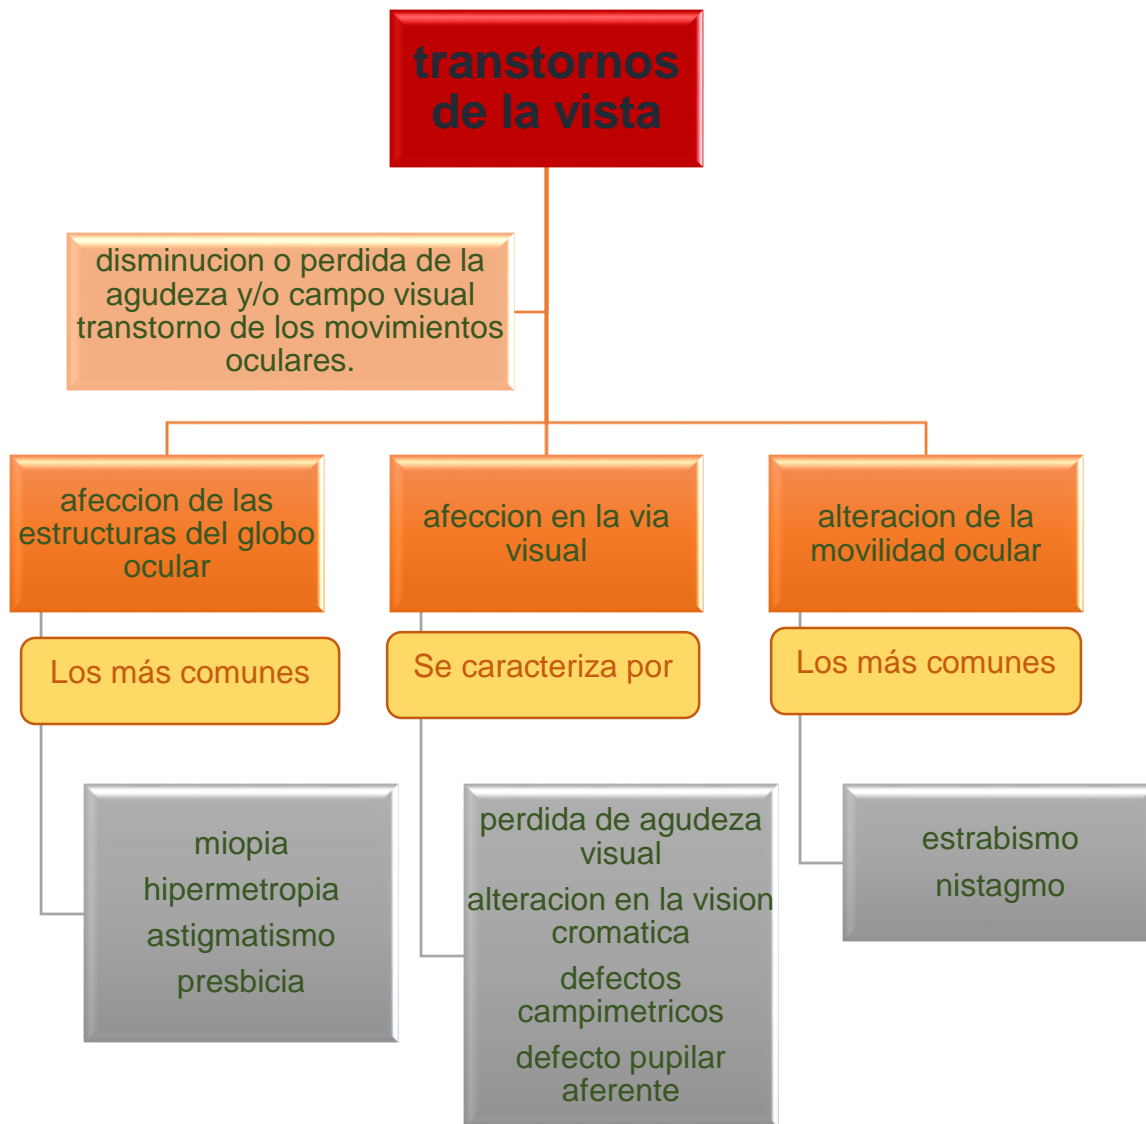 transtornos
de la vista
disminucion o perdida de la
agudeza y/o campo visual
transtorno de los movimientos
oculares.
afeccion de las
estructuras del globo
ocular
afeccion en la via
visual
alteracion de la
movilidad ocular
Los más comunes
Se caracteriza por
Los más comunes
miopia
hipermetropia
astigmatismo
presbicia
perdida de agudeza
visual
alteracion en la vision
cromatica
defectos
campimetricos
defecto pupilar
aferente
estrabismo
nistagmo